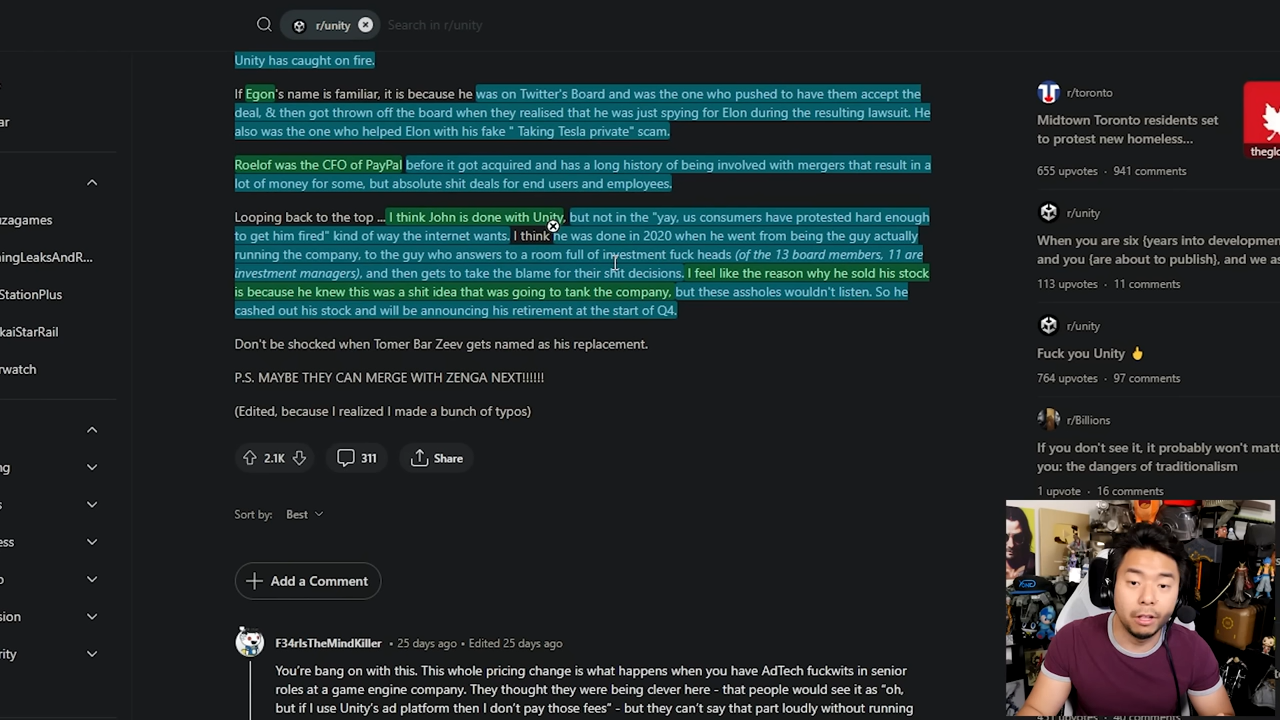 r/unity
Search in r/unity
Unity has caught on fire.
If Egon's name is familiar, it is because he was on Twitter's Board and was the one who pushed to have them accept the
deal, & then got thrown off the board when they realised that he was just spying for Elon during the resulting lawsuit. He
also was the one who helped Elon with his fake " Taking Tesla private" scam.
Roelof was the CFO of PayPal before it got acquired and has a long history of being involved with mergers that result in a
lot of money for some, but absolute shit deals for end users and employees.
Looping back to the top ... I think John is done with Unity, but not in the "yay, us consumers have protested hard enough
to get him fired" kind of way the internet wants. I think he was done in 2020 when he went from being the guy actually
running the company, to the guy who answers to a room full of investment fuck heads (of the 13 board members, 11 are
investment managers), and then gets to take the blame for their shit decisions. I feel like the reason why he sold his stock
is because he knew this was a shit idea that was going to tank the company, but these assholes wouldn't listen. So he
cashed out his stock and will be announcing his retirement at the start of Q4.
Don't be shocked when Tomer Bar Zeev gets named as his replacement.
P.S. MAYBE THEY CAN MERGE WITH ZENGA NEXT!!!!!!
(Edited, because I realized I made a bunch of typos)
2.1K
311
Share
Sort by: Best
Add a Comment
F34rIsTheMindKiller • 25 days ago • Edited 25 days ago
You're bang on with this. This whole pricing change is what happens when you have AdTech fuckwits in senior
roles at a game engine company. They thought they were being clever here - that people would see it as "oh,
but if I use Unity's ad platform then I don't pay those fees" - but they can't say that part loudly without running
r/toronto
Midtown Toronto residents set
to protest new homeless...
655 upvotes • 941 comments
theglo
r/unity
When you are six {years into developmen
and you {are about to publish}, and we as
113 upvotes • 11 comments
r/unity
Fuck you Unity 🖕
764 upvotes • 97 comments
r/Billions
If you don't see it, it probably won't matt
you: the dangers of traditionalism
1 upvote • 16 comments
ar
zagames
ingLeaksAndR...
StationPlus
kaiStarRail
rwatch
ng
s
ess
o
sion
rity